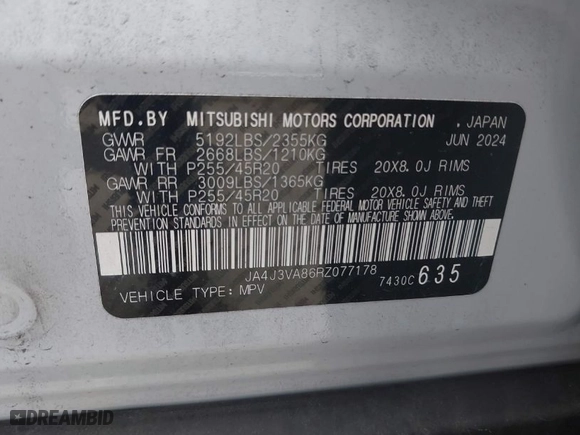 MFD.BY MITSUBISHI MOTORS CORPORATION . JAPAN
GVWR 5192LBS/2355KG JUN 2024
GAWR FR 2668LBS/1210KG
WITH P255/45R20 TIRES 20X8.0J RIMS
GAWR RR 3009LBS/1365KG
WITH P255/45R20 TIRES 20X8.0J RIMS
THIS VEHICLE CONFORMS TO ALL APPLICABLE FEDERAL MOTOR VEHICLE SAFETY AND THEFT
PREVENTION STANDARDS IN EFFECT ON THE DATE OF MANUFACTURE SHOWN ABOVE.
JA4J3VA86RZ077178
7430C 635
VEHICLE TYPE: MPV
DREAMBID